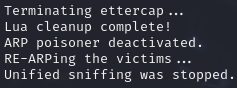 Terminating ettercap...
Lua cleanup complete!
ARP poisoner deactivated.
RE-ARPing the victims...
Unified sniffing was stopped.